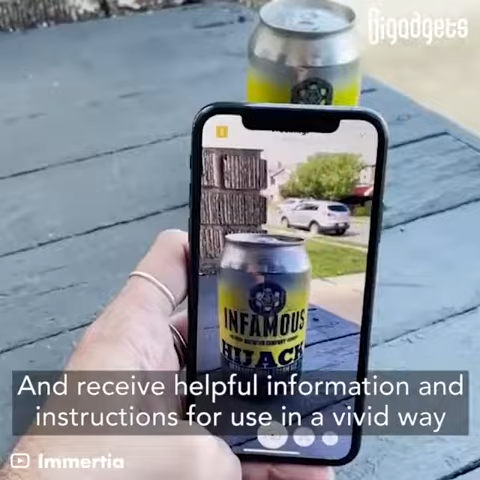 Gigadgets
INFAMOUS
HIJACK
And receive helpful information and
instructions for use in a vivid way
Immertia